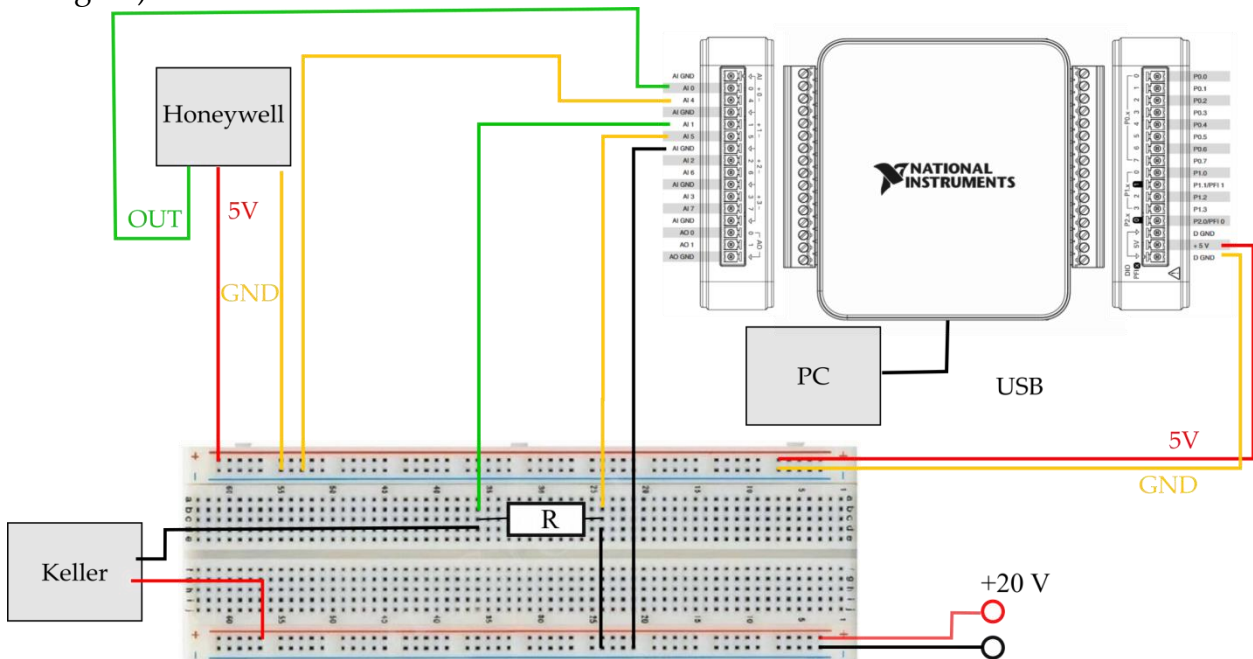 AI GND
AI 0
AI 4
AI GND
AI 1
AI 5
AI GND
AI 2
AI 6
AI GND
AI 3
AI 7
AI GND
AO 0
AO 1
AO GND
NATIONAL
INSTRUMENTS
P0.0
P0.1
P0.2
P0.3
P0.4
P0.5
P0.6
P0.7
P1.0
P1.1/PFI 1
P1.2
P1.3
P2.0/PFI 0
D GND
+ 5 V
D GND
Honeywell
OUT
5V
GND
PC
USB
5V
GND
R
Keller
+20 V